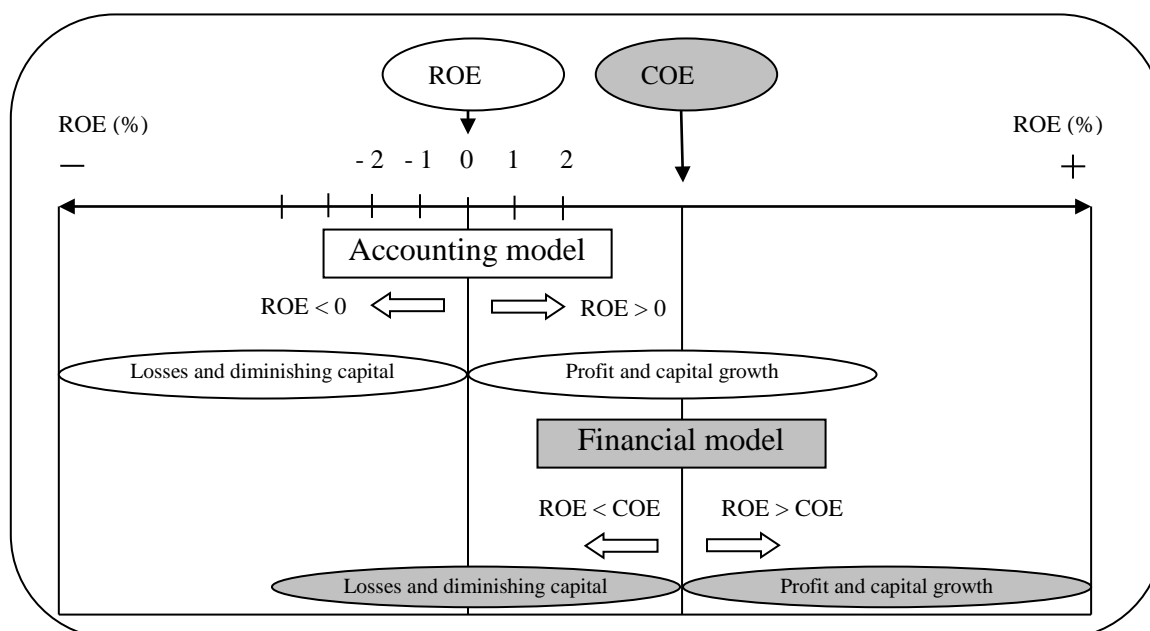 ROE
COE
ROE (%)
ROE (%)
—
- 2 - 1 0 1 2
+
Accounting model
ROE < 0
ROE > 0
Losses and diminishing capital
Profit and capital growth
Financial model
ROE < COE
ROE > COE
Losses and diminishing capital
Profit and capital growth